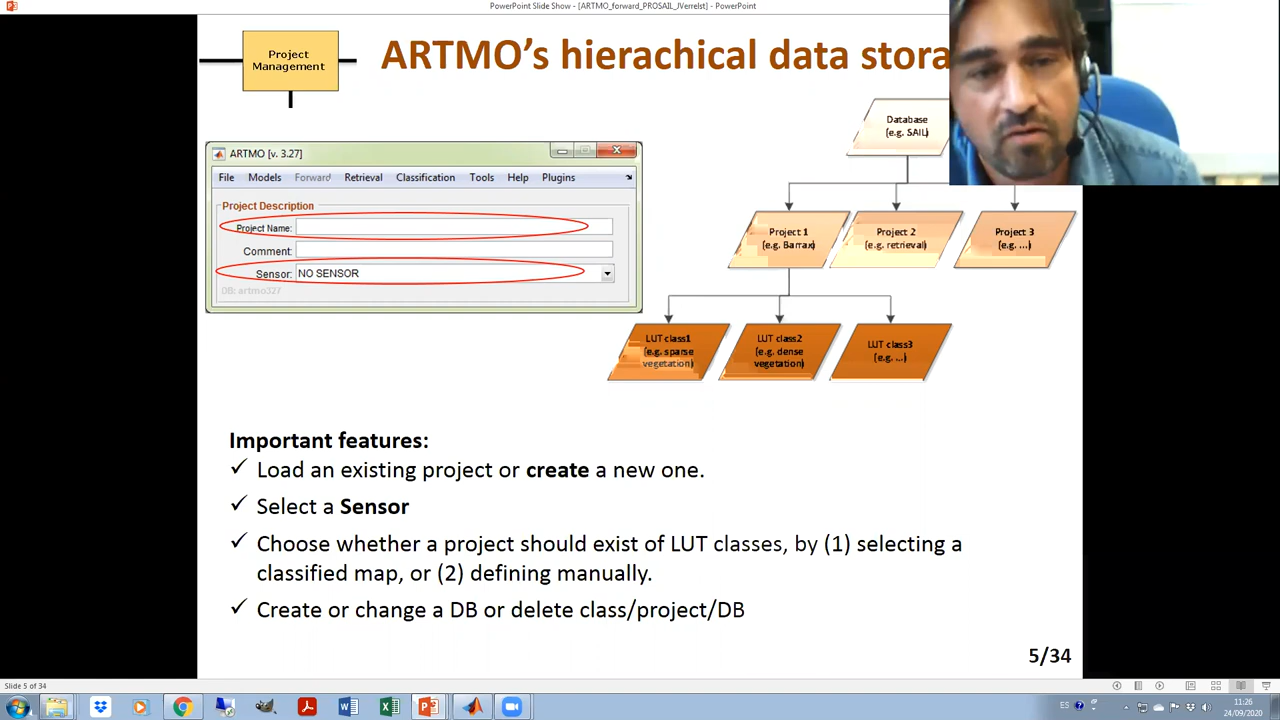 PowerPoint Slide Show - [ARTMO_forward_PROSAIL_JVerrelst] - PowerPoint
Project
Management
ARTMO's hierachical data stora
ARTMO [v. 3.27]
File Models Forward Retrieval Classification Tools Help Plugins
Project Description
Project Name:
Comment:
Sensor: NO SENSOR
DB: artmo327
Database
(e.g. SAIL)
Project 1
(e.g. Barrax)
Project 2
(e.g. retrieval)
Project 3
(e.g. ...)
LUT class1
(e.g. sparse
vegetation)
LUT class2
(e.g. dense
vegetation)
LUT class3
(e.g. ...)
Important features:
✓ Load an existing project or create a new one.
✓ Select a Sensor
✓ Choose whether a project should exist of LUT classes, by (1) selecting a
classified map, or (2) defining manually.
✓ Create or change a DB or delete class/project/DB
5/34
Slide 5 of 34
ES
11:26
24/09/2020